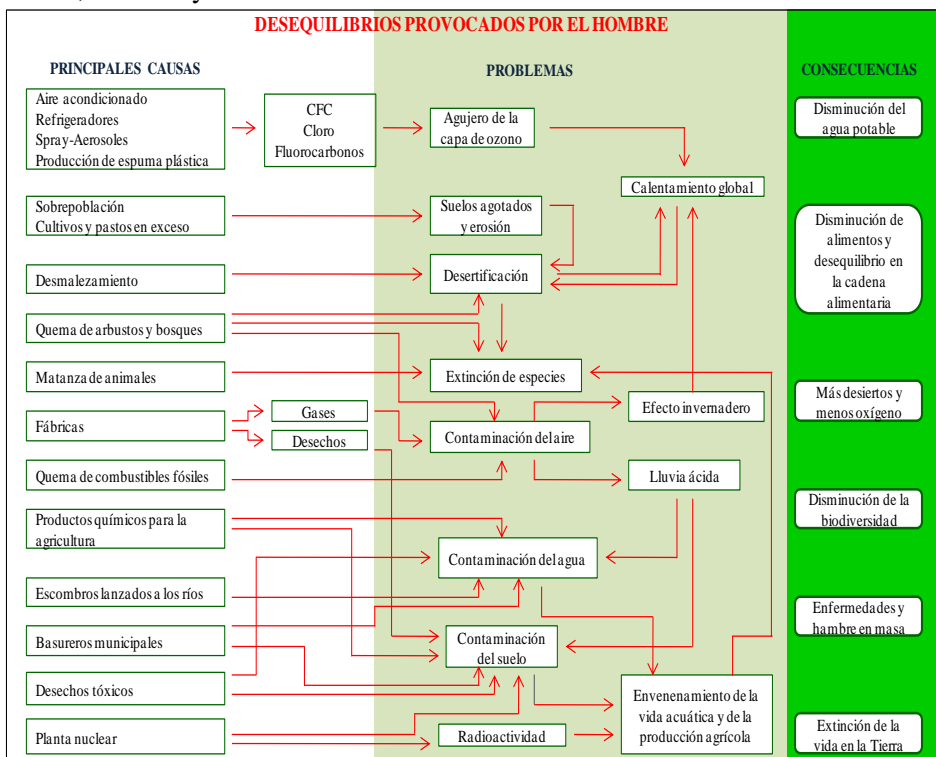 DESEQUILIBRIOS PROVOCADOS POR EL HOMBRE
PRINCIPALES CAUSAS
Aire acondicionado
Refrigeradores
Spray-Aerosoles
Producción de espuma plástica
Sobrepoblación
Cultivos y pastos en exceso
Desmalezamiento
Quema de arbustos y bosques
Matanza de animales
Fábricas
Quema de combustibles fósiles
Productos químicos para la
agricultura
Escombros lanzados a los ríos
Basureros municipales
Desechos tóxicos
Planta nuclear
CFC
Cloro
Fluorocarbonos
Gases
Desechos
PROBLEMAS
Agujero de la
capa de ozono
Calentamiento global
Suelos agotados
y erosión
Desertificación
Extinción de especies
Efecto invernadero
Contaminación del aire
Lluvia ácida
Contaminación del agua
Contaminación
del suelo
Envenenamiento de la
vida acuática y de la
producción agrícola
Radioactividad
CONSECUENCIAS
Disminución del
agua potable
Disminución de
alimentos y
desequilibrio en
la cadena
alimentaria
Más desiertos y
menos oxígeno
Disminución de la
biodiversidad
Enfermedades y
hambre en masa
Extinción de la
vida en la Tierra